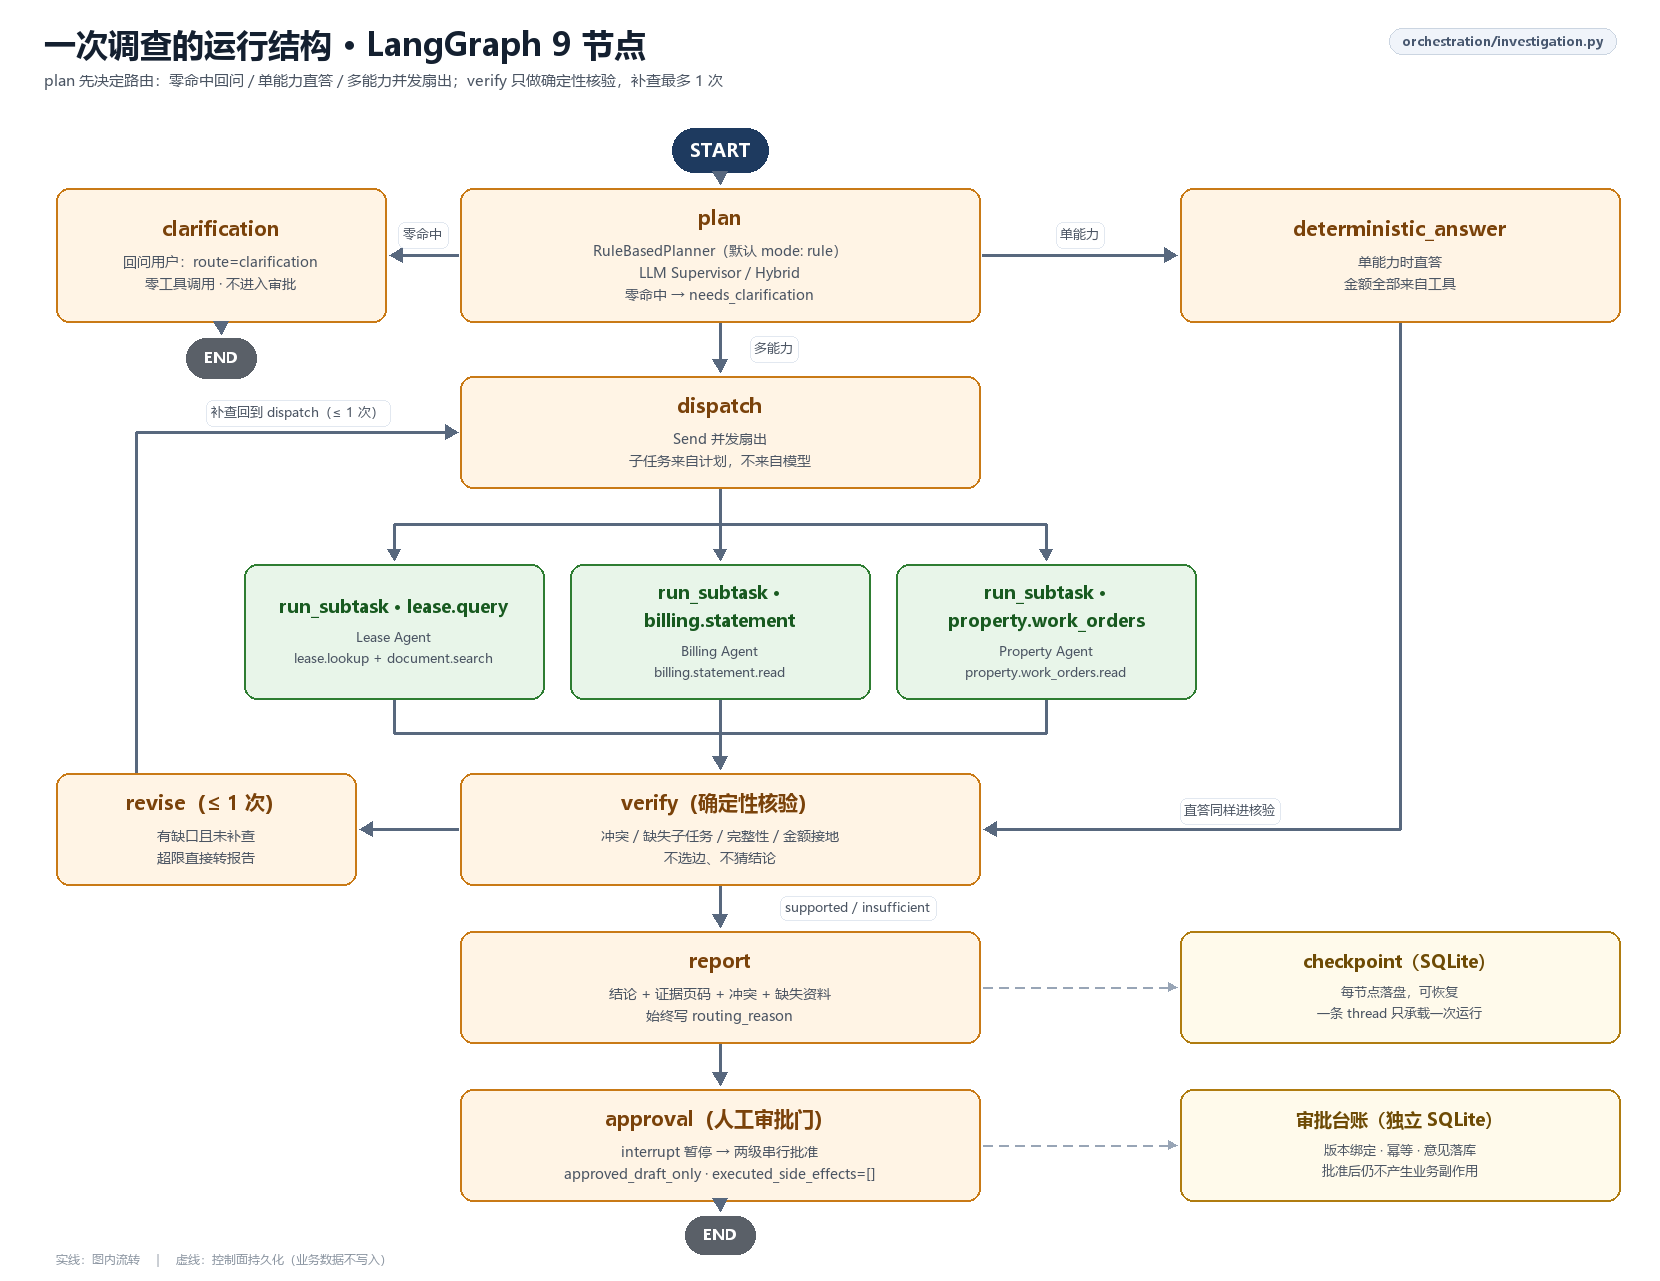 一次调查的运行结构 • LangGraph 9 节点
orchestration/investigation.py
plan 先决定路由：零命中回问 / 单能力直答 / 多能力并发扇出；verify 只做确定性核验，补查最多 1 次
START
clarification
回问用户：route=clarification
零工具调用 · 不进入审批
零命中
plan
RuleBasedPlanner（默认 mode: rule）
LLM Supervisor / Hybrid
零命中 → needs_clarification
单能力
deterministic_answer
单能力时直答
金额全部来自工具
END
多能力
补查回到 dispatch（≤ 1 次）
dispatch
Send 并发扇出
子任务来自计划，不来自模型
run_subtask • lease.query
Lease Agent
lease.lookup + document.search
run_subtask •
billing.statement
Billing Agent
billing.statement.read
run_subtask •
property.work_orders
Property Agent
property.work_orders.read
revise（≤ 1 次）
有缺口且未补查
超限直接转报告
verify（确定性核验）
冲突 / 缺失子任务 / 完整性 / 金额接地
不选边、不猜结论
直答同样进核验
supported / insufficient
report
结论 + 证据页码 + 冲突 + 缺失资料
始终写 routing_reason
checkpoint（SQLite）
每节点落盘，可恢复
一条 thread 只承载一次运行
approval（人工审批门）
interrupt 暂停 → 两级串行批准
approved_draft_only · executed_side_effects=[]
审批台账（独立 SQLite）
版本绑定 · 幂等 · 意见落库
批准后仍不产生业务副作用
END
实线：图内流转 | 虚线：控制面持久化（业务数据不写入）